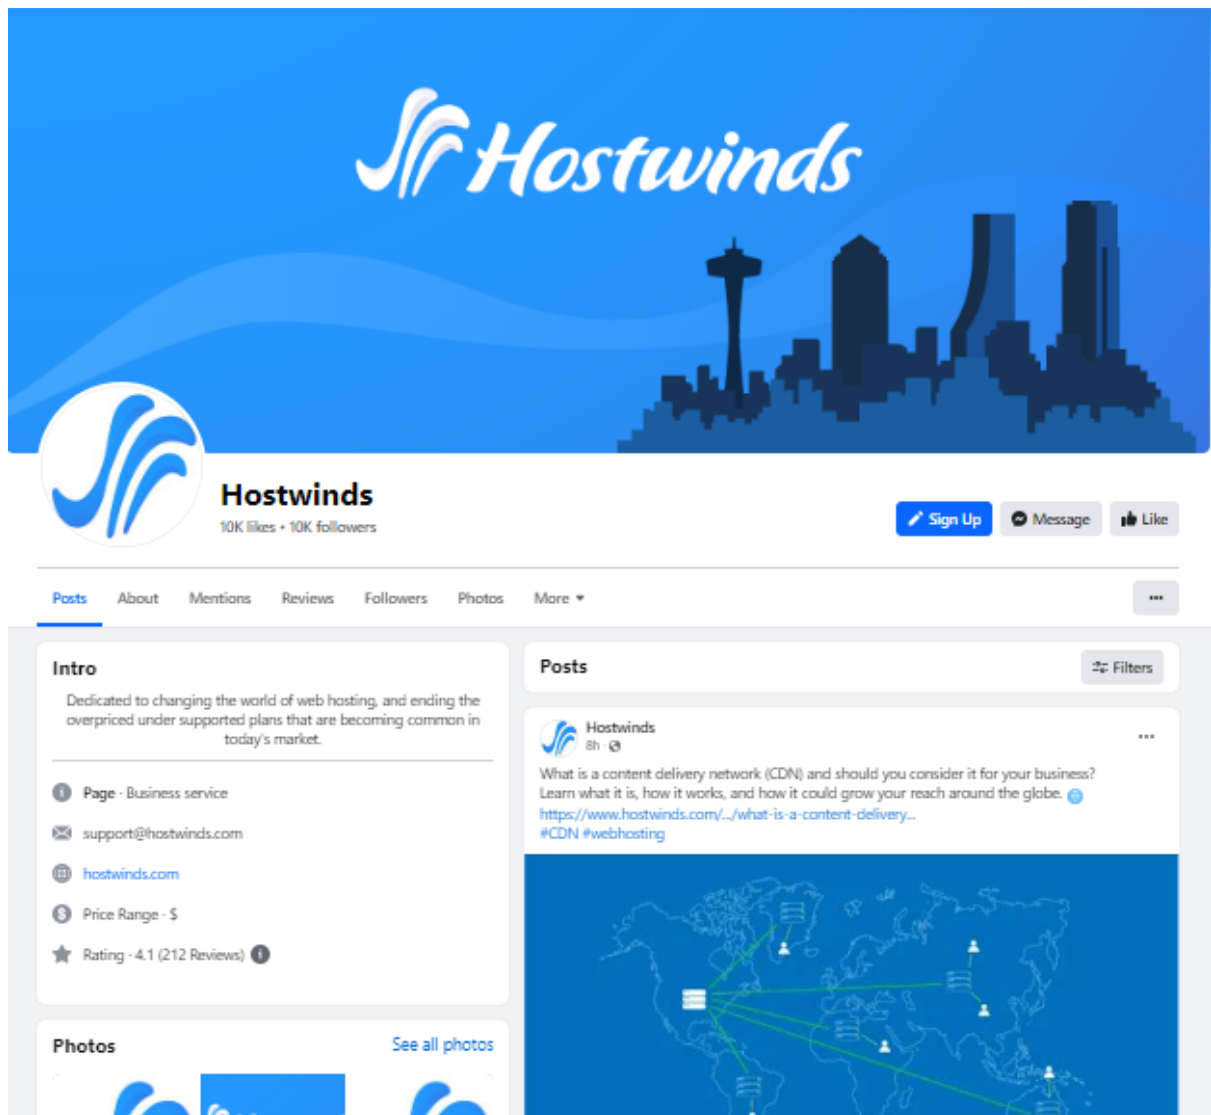 Hostwinds
Hostwinds
10K likes • 10K followers
Sign Up
Message
Like
Posts
About
Mentions
Reviews
Followers
Photos
More
Intro
Dedicated to changing the world of web hosting, and ending the
overpriced under supported plans that are becoming common in
today's market.
Page · Business service
support@hostwinds.com
hostwinds.com
Price Range · $
Rating · 4.1 (212 Reviews)
Photos
See all photos
Posts
Filters
Hostwinds
8h ·
What is a content delivery network (CDN) and should you consider it for your business?
Learn what it is, how it works, and how it could grow your reach around the globe.
https://www.hostwinds.com/.../what-is-a-content-delivery...
#CDN #webhosting